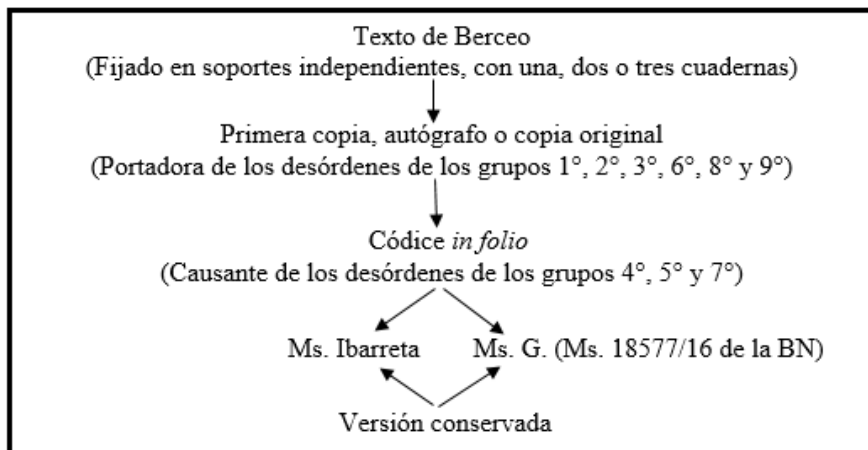 Texto de Berceo
(Fijado en soportes independientes, con una, dos o tres cuadernas)
Primera copia, autógrafo o copia original
(Portadora de los desórdenes de los grupos 1°, 2°, 3°, 6°, 8° y 9°)
Códice in folio
(Causante de los desórdenes de los grupos 4°, 5° y 7°)
Ms. Ibarreta Ms. G. (Ms. 18577/16 de la BN)
Versión conservada